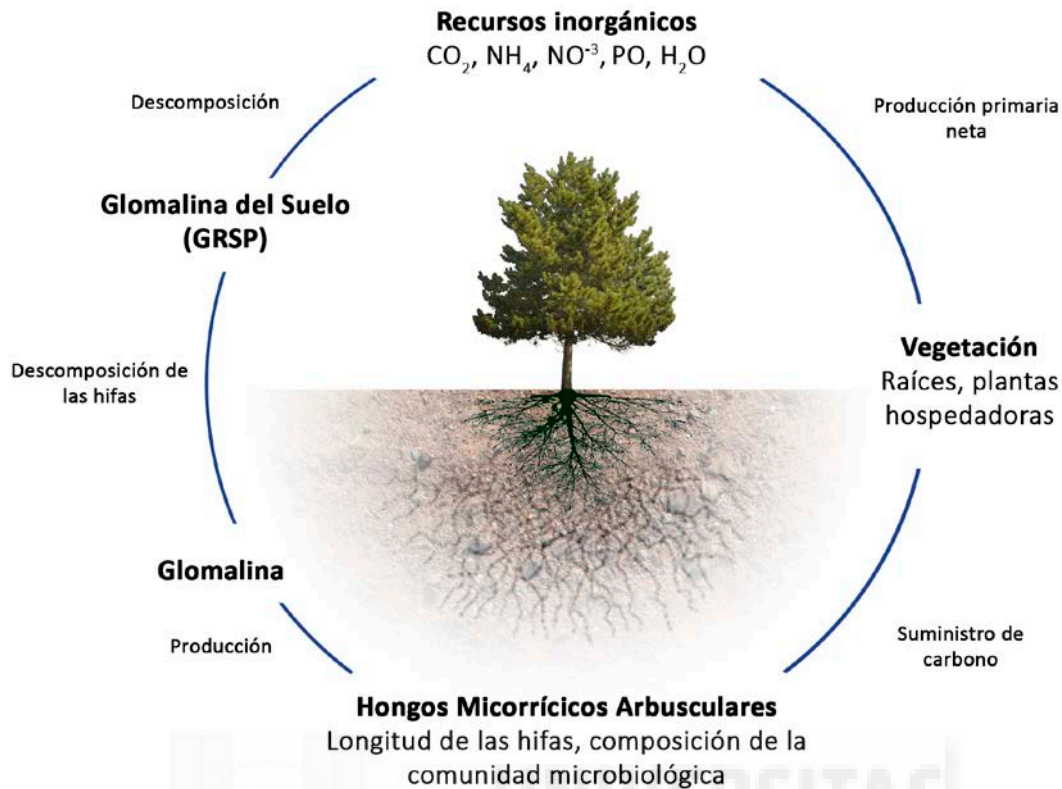 Recursos inorgánicos
CO₂, NH₄, NO⁻³, PO, H₂O
Descomposición
Producción primaria
neta
Glomalina del Suelo
(GRSP)
Vegetación
Raíces, plantas
hospedadoras
Descomposición de
las hifas
Glomalina
Producción
Suministro de
carbono
Hongos Micorrícicos Arbusculares
Longitud de las hifas, composición de la
comunidad microbiológica